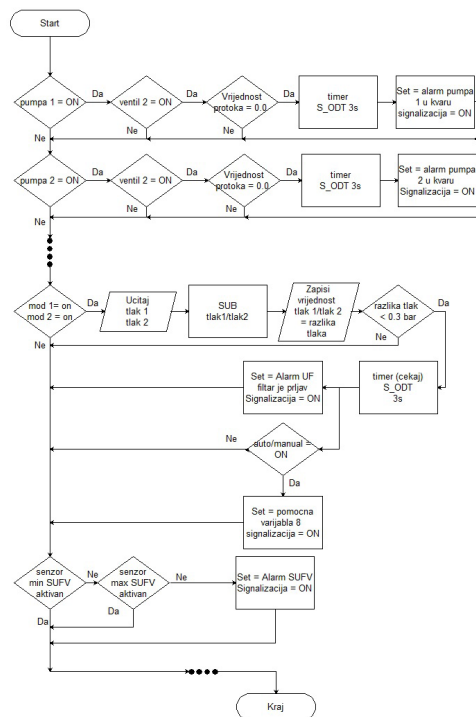 Start
pumpa 1 = ON
Da
ventil 2 = ON
Da
Vrijednost
protoka = 0.0
Da
timer
S_ODT 3s
Set = alarm pumpa
1 u kvaru
signalizacija = ON
Ne
Ne
Ne
pumpa 2 = ON
Da
ventil 2 = ON
Da
Vrijednost
protoka = 0.0
Da
timer
S_ODT 3s
Set = alarm pumpa
2 u kvaru
Signalizacija = ON
Ne
Ne
Ne
mod 1= on
mod 2 = on
Da
Ucitaj
tlak 1
tlak 2
SUB
tlak1/tlak2
Zapisi
vrijednost
tlak 1/tlak 2
= razlika
tlaka
razlika tlak
< 0.3 bar
Da
Ne
Ne
Set = Alarm UF
filtar je prljav
Signalizacija = ON
timer (cekaj)
S_ODT
3s
Ne
auto/manual =
ON
Da
Set = pomocna
varijabla 8
signalizacija = ON
senzor
min SUFV
aktivan
Ne
senzor
max SUFV
aktivan
Ne
Set = Alarm SUFV
Signalizacija = ON
Da
Da
Kraj